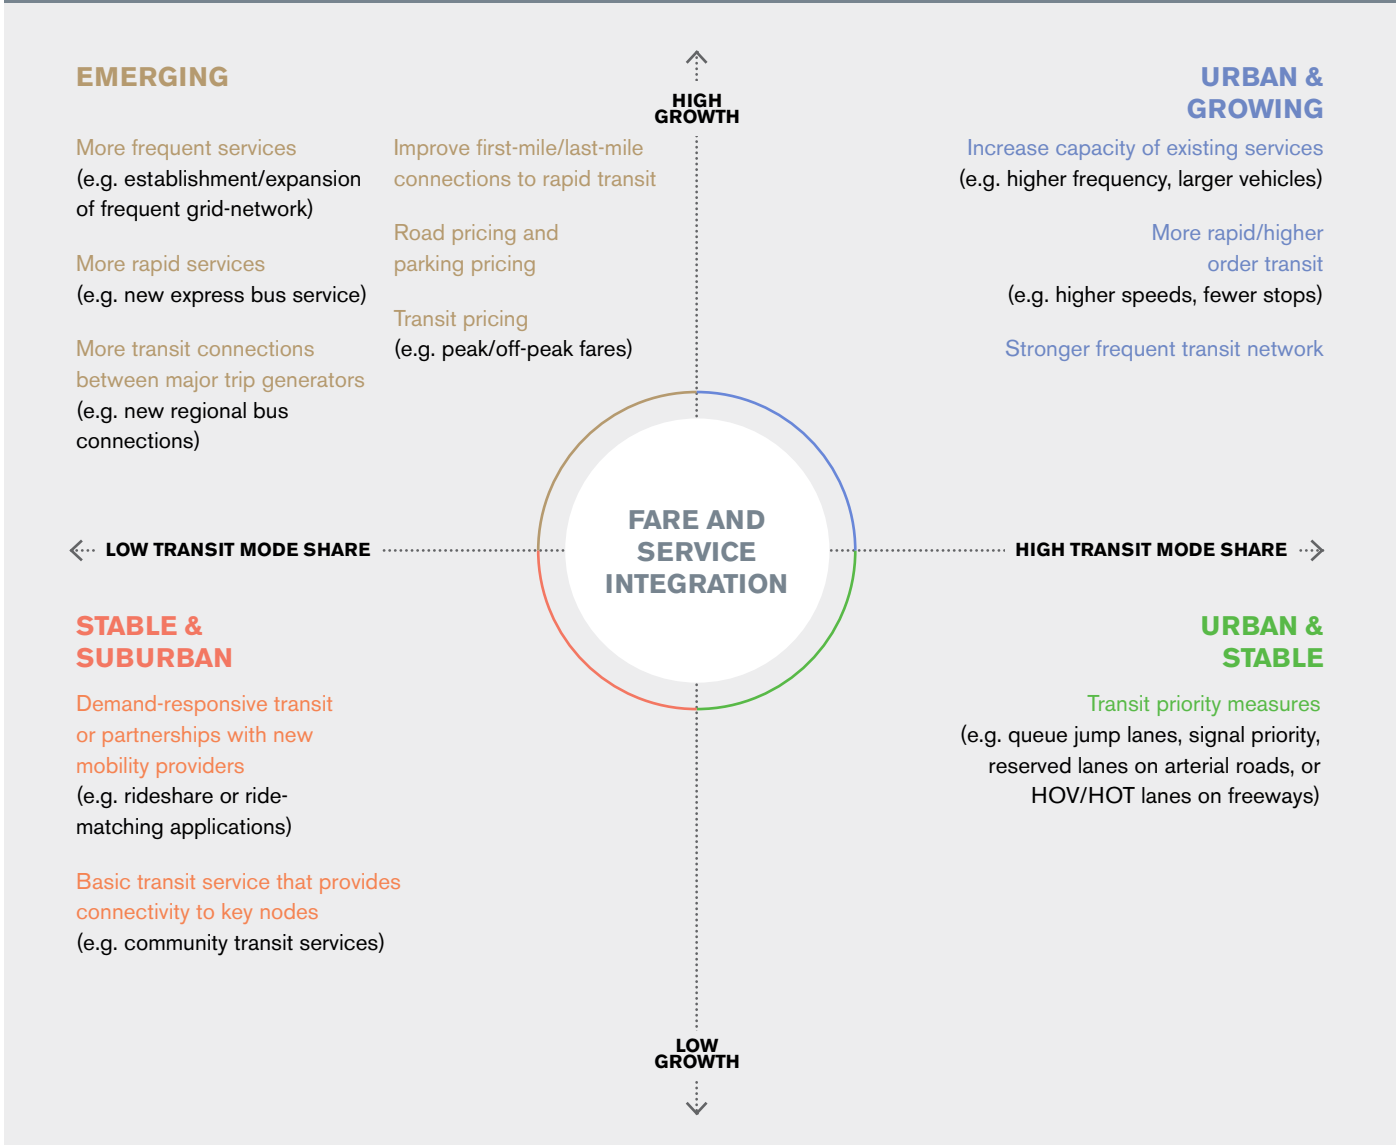 HIGH
GROWTH
EMERGING
More frequent services
(e.g. establishment/expansion
of frequent grid-network)
More rapid services
(e.g. new express bus service)
More transit connections
between major trip generators
(e.g. new regional bus
connections)
Improve first-mile/last-mile
connections to rapid transit
Road pricing and
parking pricing
Transit pricing
(e.g. peak/off-peak fares)
URBAN &
GROWING
Increase capacity of existing services
(e.g. higher frequency, larger vehicles)
More rapid/higher
order transit
(e.g. higher speeds, fewer stops)
Stronger frequent transit network
LOW TRANSIT MODE SHARE
FARE AND
SERVICE
INTEGRATION
HIGH TRANSIT MODE SHARE
STABLE &
SUBURBAN
Demand-responsive transit
or partnerships with new
mobility providers
(e.g. rideshare or ride-
matching applications)
Basic transit service that provides
connectivity to key nodes
(e.g. community transit services)
URBAN &
STABLE
Transit priority measures
(e.g. queue jump lanes, signal priority,
reserved lanes on arterial roads, or
HOV/HOT lanes on freeways)
LOW
GROWTH